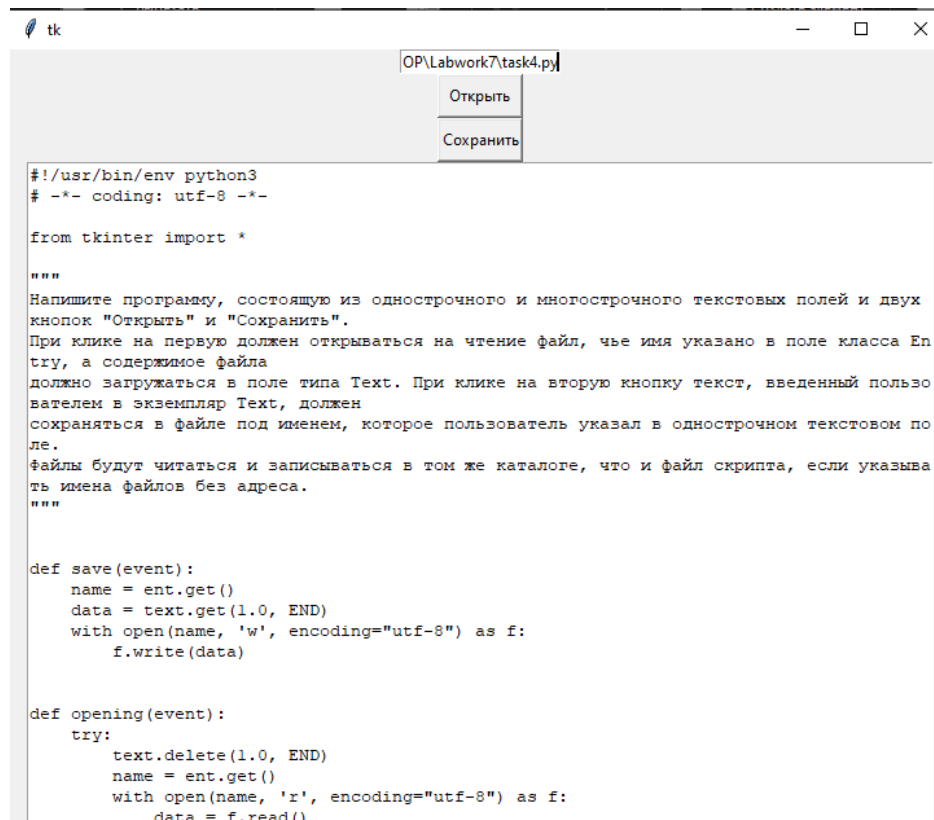 tk
OP\Labwork7\task4.py
Открыть
Сохранить
#!/usr/bin/env python3
# -*- coding: utf-8 -*-
from tkinter import *
"""
Напишите программу, состоящую из однострочного и многострочного текстовых полей и двух
кнопок "Открыть" и "Сохранить".
При клике на первую должен открываться на чтение файл, чье имя указано в поле класса En
try, а содержимое файла
должно загружаться в поле типа Text. При клике на вторую кнопку текст, введенный пользо
вателем в экземпляр Text, должен
сохраняться в файле под именем, которое пользователь указал в однострочном текстовом по
ле.
Файлы будут читаться и записываться в том же каталоге, что и файл скрипта, если указыва
ть имена файлов без адреса.
"""
def save(event):
    name = ent.get()
    data = text.get(1.0, END)
    with open(name, 'w', encoding="utf-8") as f:
        f.write(data)
def opening(event):
    try:
        text.delete(1.0, END)
        name = ent.get()
        with open(name, 'r', encoding="utf-8") as f:
            data = f.read()